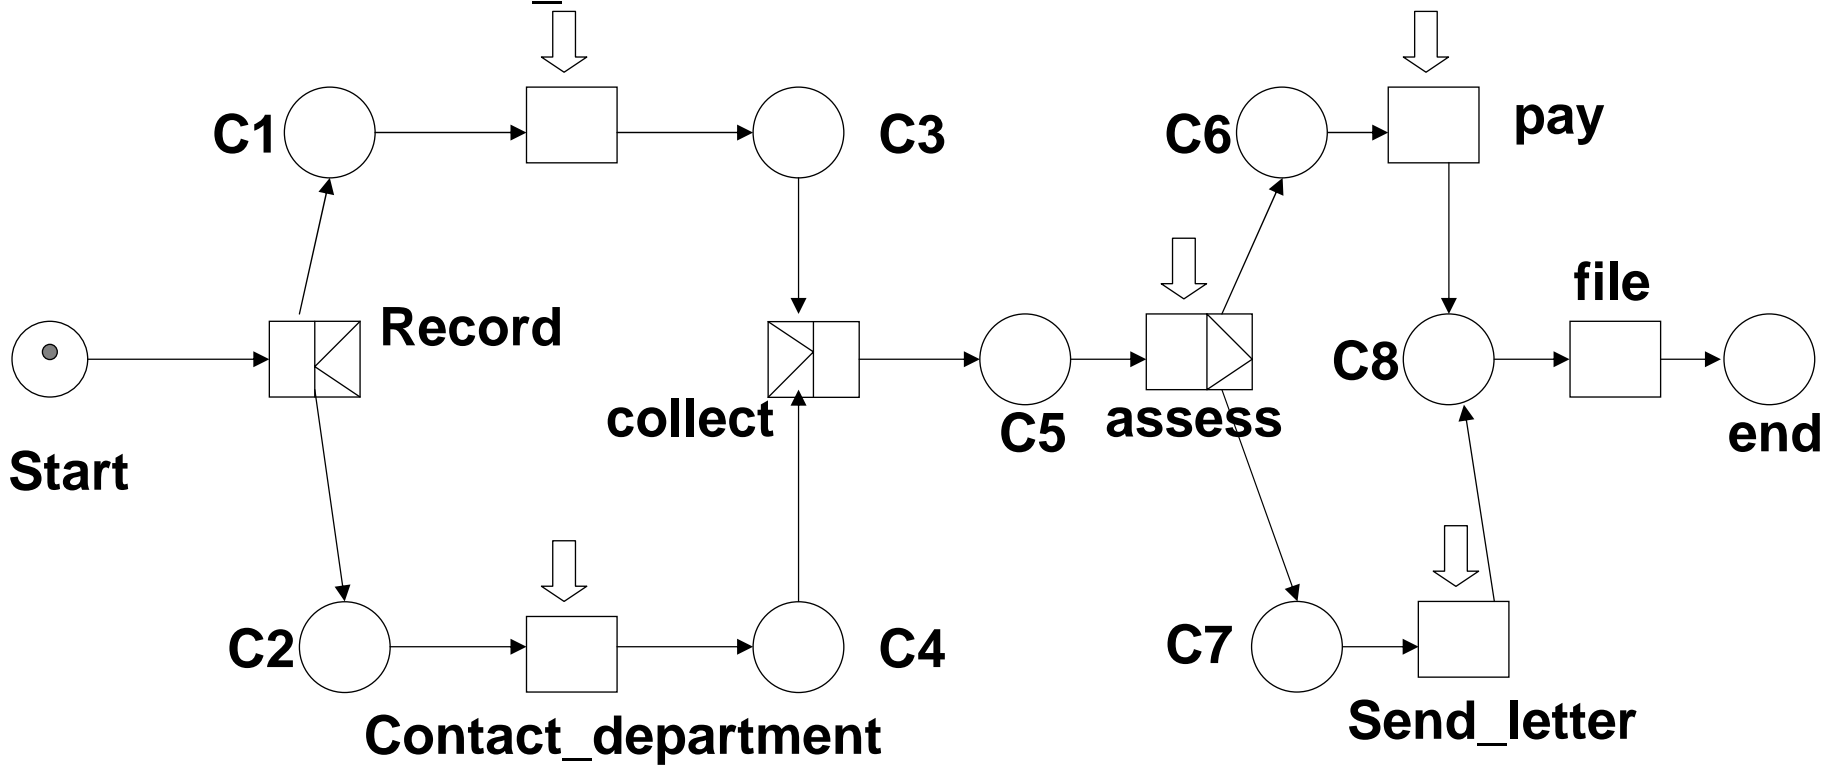 C1
C3
C6
pay
Record
file
C8
collect
C5
assess
end
Start
C2
C4
C7
Contact_department
Send_letter